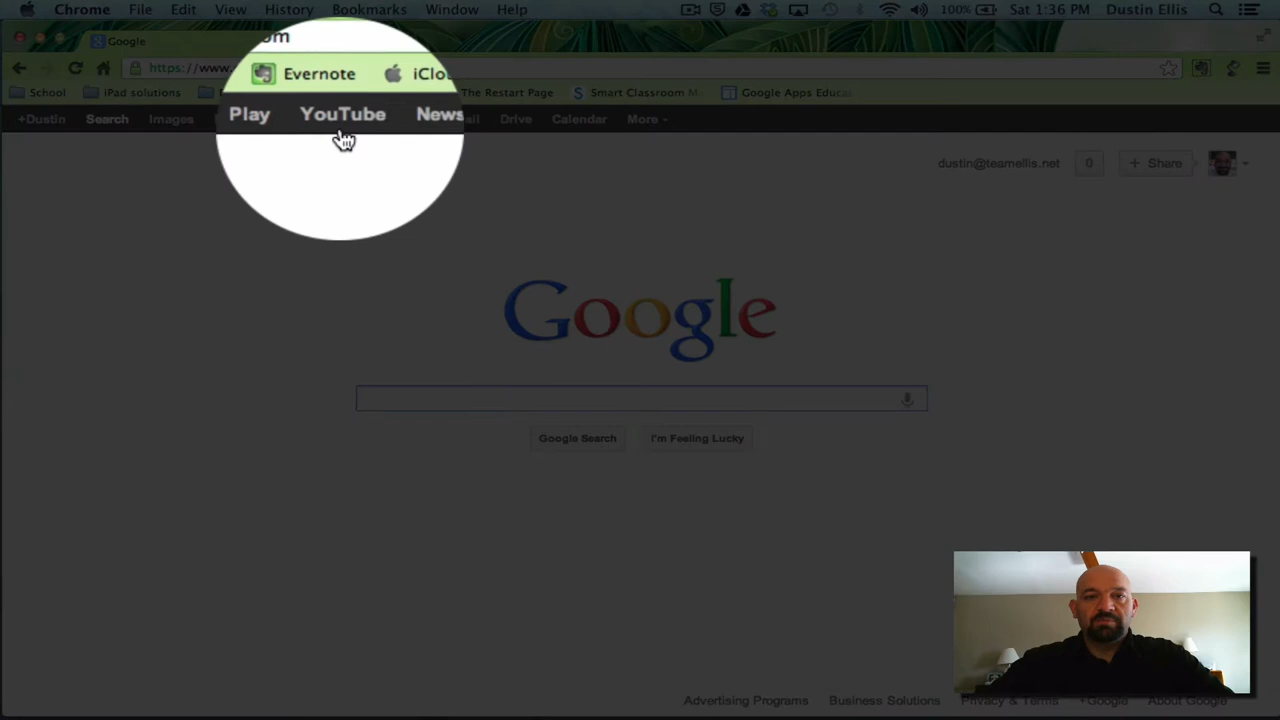 Chrome File Edit View History Bookmarks Window Help 100% Sat 1:36 PM Dustin Ellis
Google
om
https://www.
Evernote iClo
School iPad solutions The Restart Page Smart Classroom M Google Apps Educa
+Dustin Search Images Play YouTube News ail Drive Calendar More
dustin@teamellis.net 0 + Share
Google
Google Search I'm Feeling Lucky
Advertising Programs Business Solutions Privacy & Terms +Google About Google